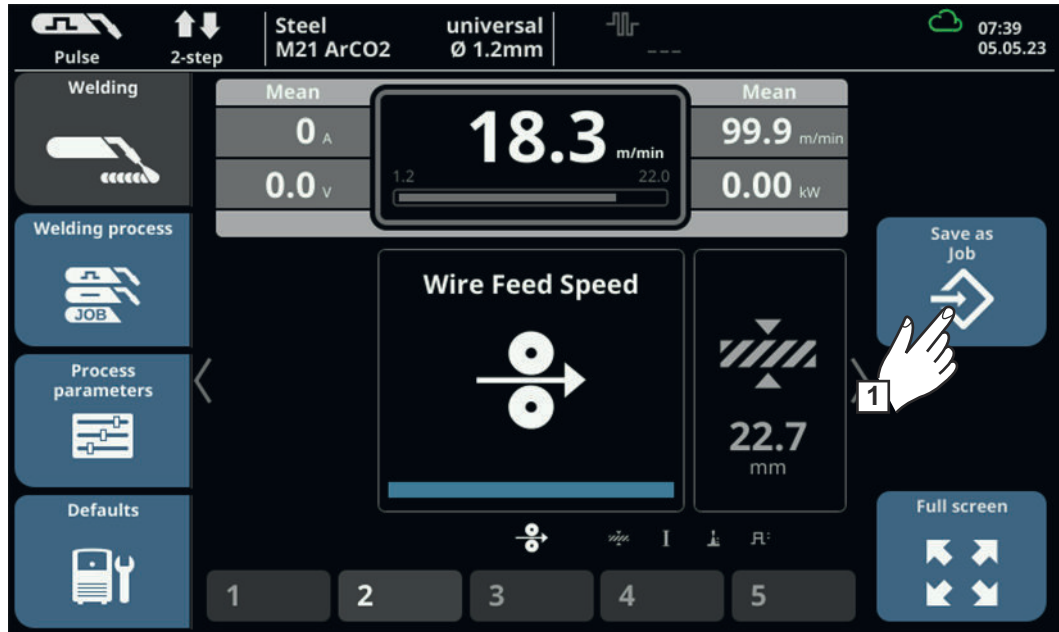 Pulse
2-step
Steel universal
M21 ArCO2 Ø 1.2mm
---
07:39
05.05.23
Welding
Mean
0 A
0.0 V
18.3 m/min
1.2 22.0
Mean
99.9 m/min
0.00 kW
Welding process
JOB
Process
parameters
Defaults
Wire Feed Speed
22.7
mm
Save as
Job
1
Full screen
I
1 2 3 4 5